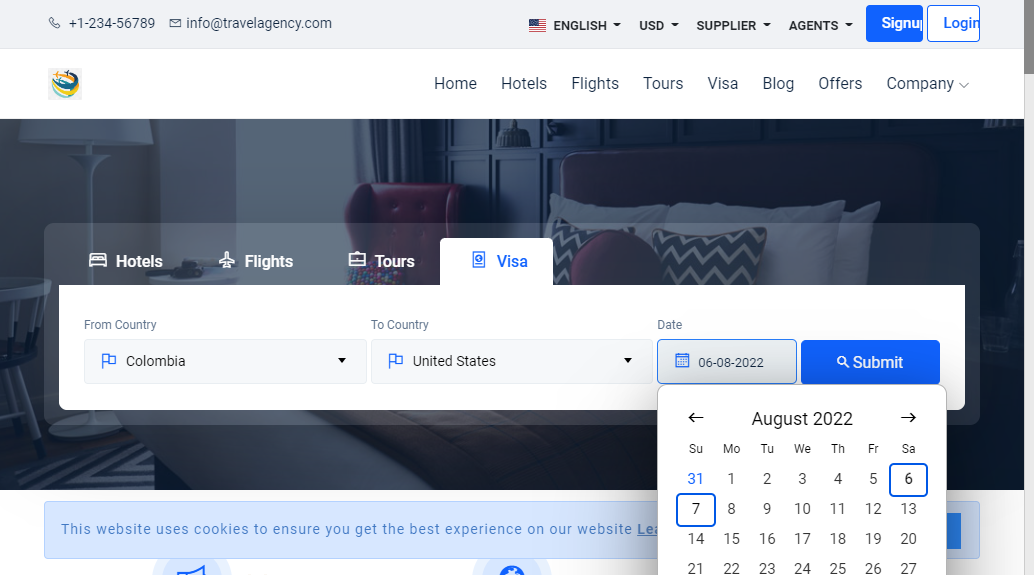 +1-234-56789 info@travelagency.com ENGLISH USD SUPPLIER AGENTS Signup Login
Home Hotels Flights Tours Visa Blog Offers Company
Hotels Flights Tours Visa
From Country To Country Date
Colombia United States 06-08-2022 Submit
August 2022
Su Mo Tu We Th Fr Sa
31 1 2 3 4 5 6
7 8 9 10 11 12 13
This website uses cookies to ensure you get the best experience on our website Lea
14 15 16 17 18 19 20
21 22 23 24 25 26 27